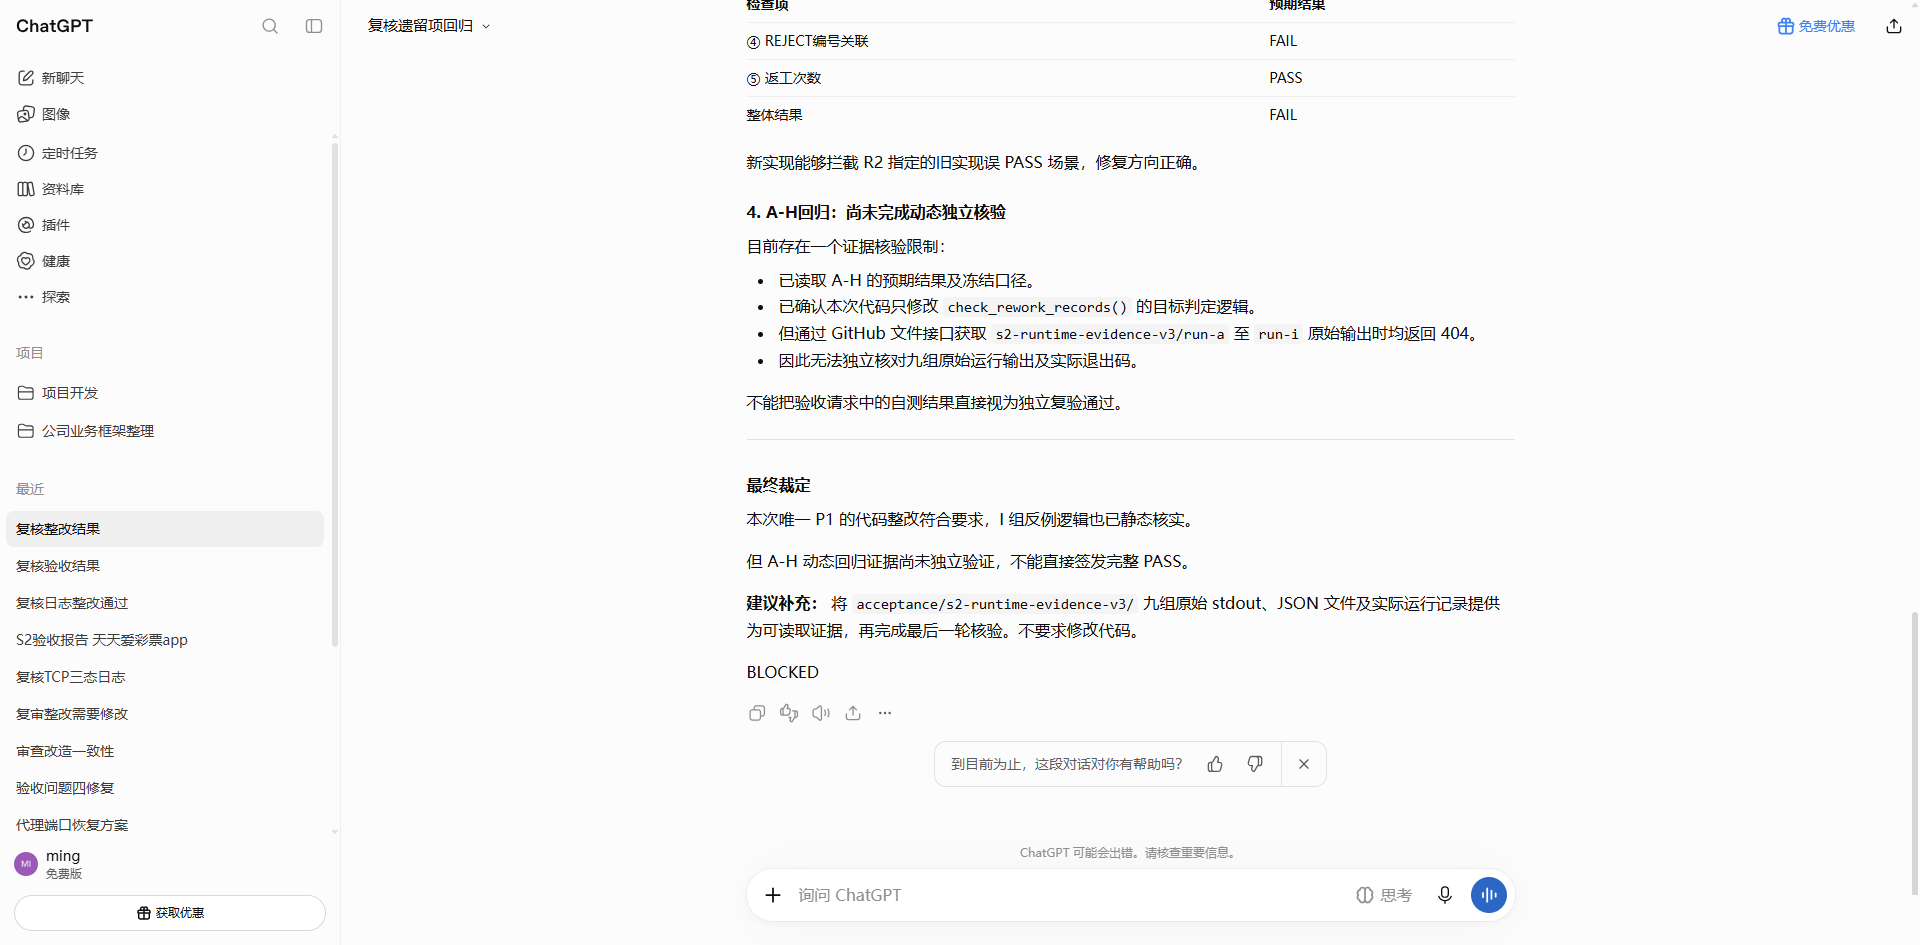 ChatGPT
新聊天
图像
定时任务
资料库
插件
健康
探索
项目
项目开发
公司业务框架整理
最近
复核整改结果
复核验收结果
复核日志整改通过
S2验收报告 天天爱彩票app
复核TCP三态日志
复审整改需要修改
审查改造一致性
验收问题四修复
代理端口恢复方案
MI
ming
免费版
获取优惠
复核遗留项回归
免费优惠
检查项 预期结果
④ REJECT编号关联 FAIL
⑤ 返工次数 PASS
整体结果 FAIL
新实现能够拦截 R2 指定的旧实现误 PASS 场景，修复方向正确。
4. A-H回归：尚未完成动态独立核验
目前存在一个证据核验限制：
• 已读取 A-H 的预期结果及冻结口径。
• 已确认本次代码只修改 check_rework_records() 的目标判定逻辑。
• 但通过 GitHub 文件接口获取 s2-runtime-evidence-v3/run-a 至 run-i 原始输出时均返回 404。
• 因此无法独立核对九组原始运行输出及实际退出码。
不能把验收请求中的自测结果直接视为独立复验通过。
最终裁定
本次唯一 P1 的代码整改符合要求，I 组反例逻辑也已静态核实。
但 A-H 动态回归证据尚未独立验证，不能直接签发完整 PASS。
建议补充： 将 acceptance/s2-runtime-evidence-v3/ 九组原始 stdout、JSON 文件及实际运行记录提供
为可读取证据，再完成最后一轮核验。不要求修改代码。
BLOCKED
到目前为止，这段对话对你有帮助吗？
ChatGPT 可能会出错。请核查重要信息。
询问 ChatGPT
思考